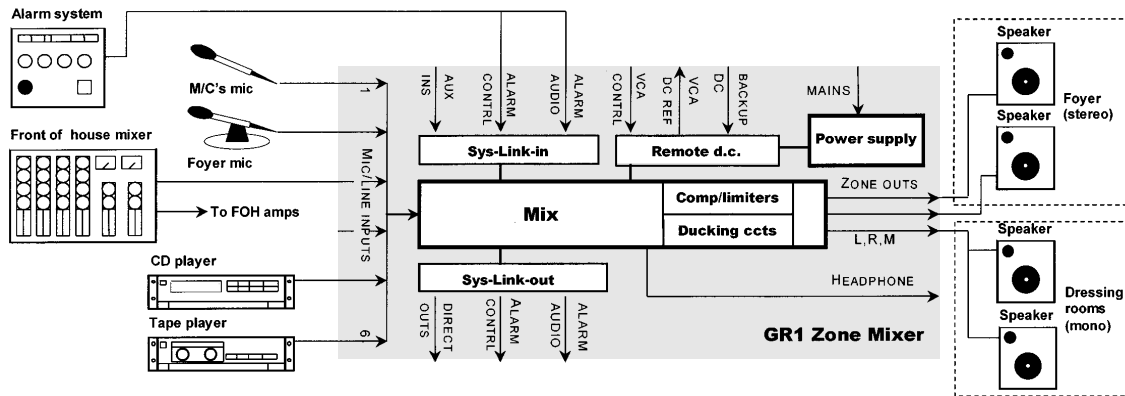 Alarm system
M/C's mic
Foyer mic
Front of house mixer
To FOH amps
CD player
Tape player
1
MIC/LINE INPUTS
6
AUX
INS
ALARM
CONTRL
ALARM
AUDIO
VCA
CONTRL
VCA
DC REF
BACKUP
DC
MAINS
Sys-Link-in
Remote d.c.
Power supply
Mix
Comp/limiters
Ducking ccts
Sys-Link-out
DIRECT
OUTS
ALARM
CONTRL
ALARM
AUDIO
ZONE OUTS
L,R,M
HEADPHONE
GR1 Zone Mixer
Speaker
Foyer
(stereo)
Speaker
Speaker
Dressing
rooms
(mono)
Speaker